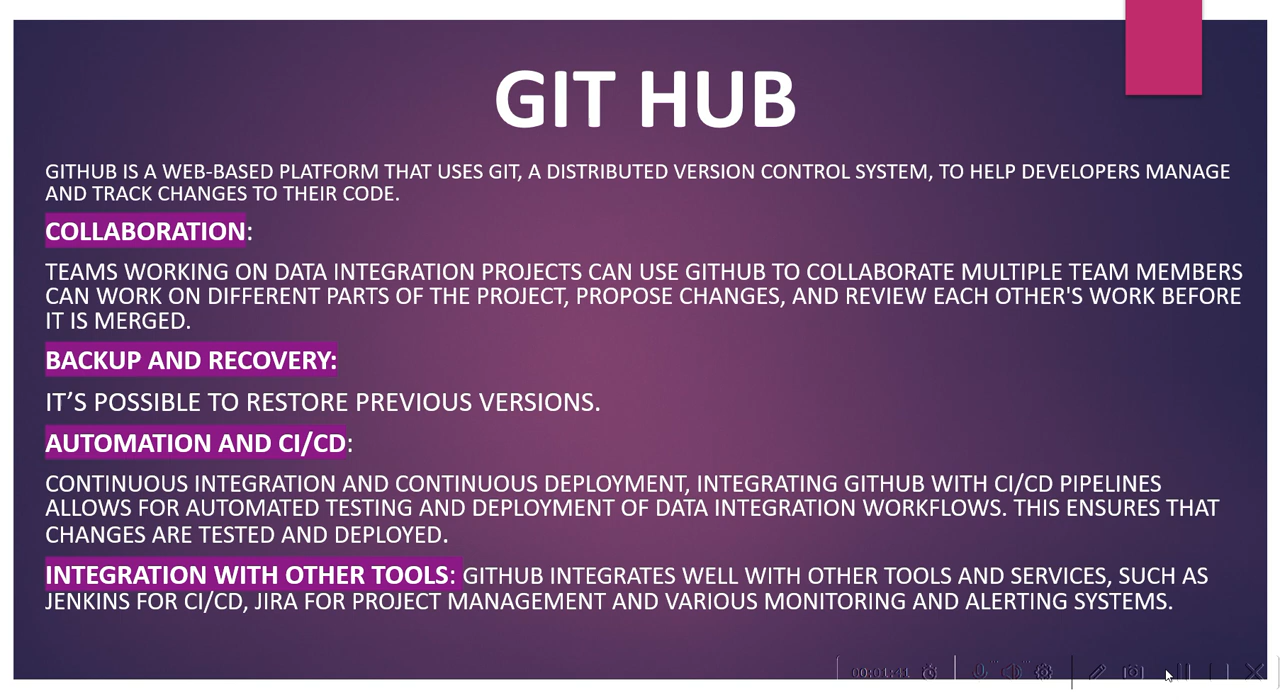 GIT HUB
GITHUB IS A WEB-BASED PLATFORM THAT USES GIT, A DISTRIBUTED VERSION CONTROL SYSTEM, TO HELP DEVELOPERS MANAGE
AND TRACK CHANGES TO THEIR CODE.
COLLABORATION:
TEAMS WORKING ON DATA INTEGRATION PROJECTS CAN USE GITHUB TO COLLABORATE MULTIPLE TEAM MEMBERS
CAN WORK ON DIFFERENT PARTS OF THE PROJECT, PROPOSE CHANGES, AND REVIEW EACH OTHER'S WORK BEFORE
IT IS MERGED.
BACKUP AND RECOVERY:
IT’S POSSIBLE TO RESTORE PREVIOUS VERSIONS.
AUTOMATION AND CI/CD:
CONTINUOUS INTEGRATION AND CONTINUOUS DEPLOYMENT, INTEGRATING GITHUB WITH CI/CD PIPELINES
ALLOWS FOR AUTOMATED TESTING AND DEPLOYMENT OF DATA INTEGRATION WORKFLOWS. THIS ENSURES THAT
CHANGES ARE TESTED AND DEPLOYED.
INTEGRATION WITH OTHER TOOLS: GITHUB INTEGRATES WELL WITH OTHER TOOLS AND SERVICES, SUCH AS
JENKINS FOR CI/CD, JIRA FOR PROJECT MANAGEMENT AND VARIOUS MONITORING AND ALERTING SYSTEMS.
00:01:41